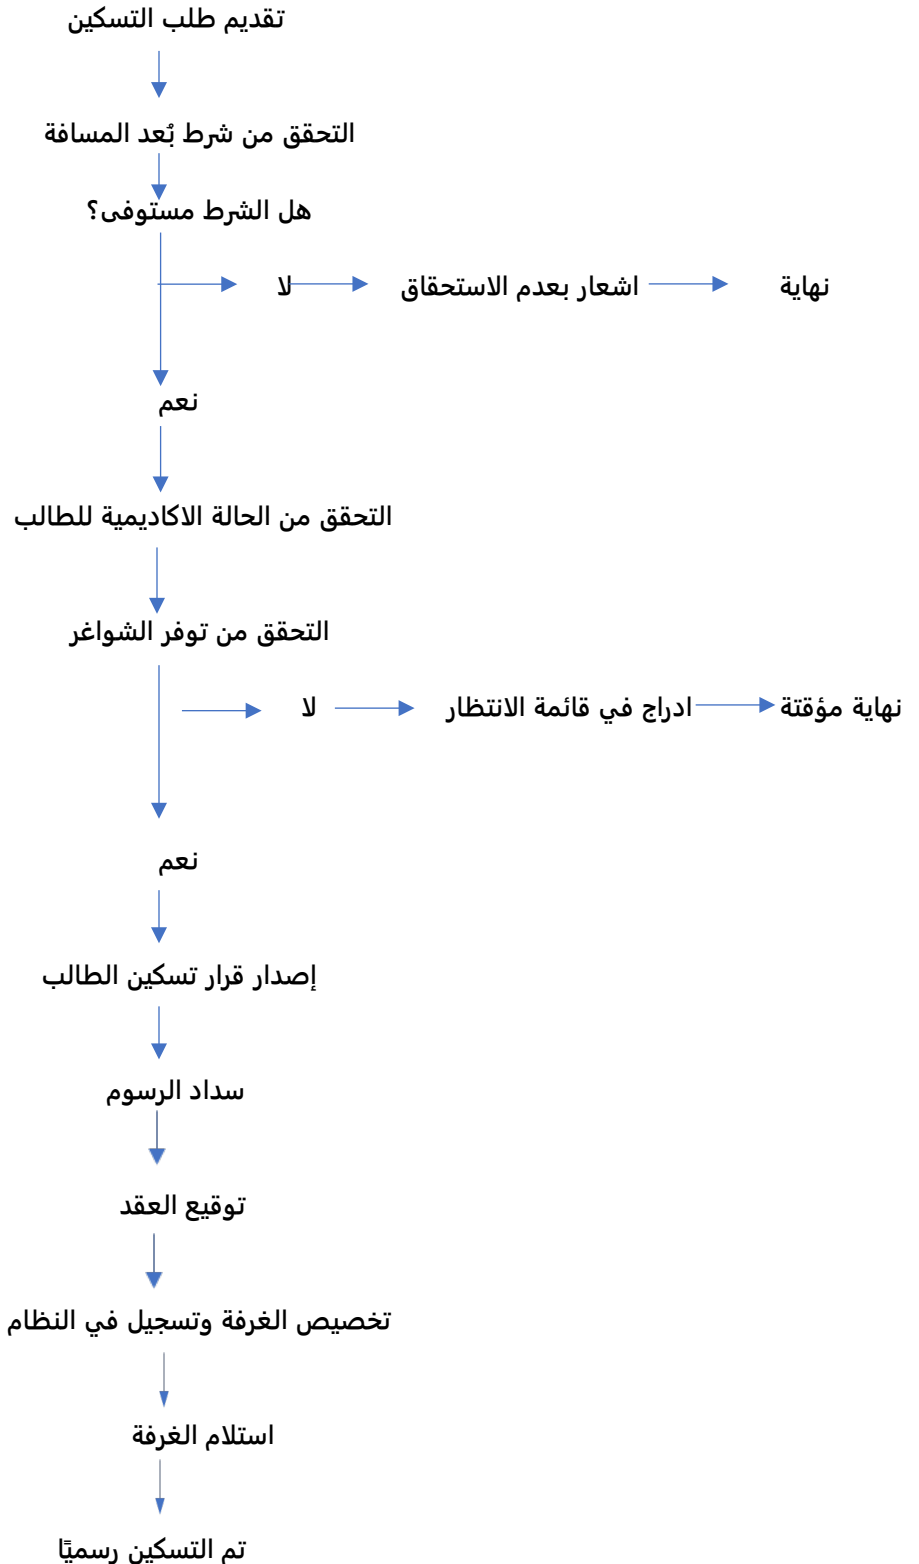 تقديم طلب التسكين
التحقق من شرط بُعد المسافة
هل الشرط مستوفى؟
لا
اشعار بعدم الاستحقاق
نهاية
نعم
التحقق من الحالة الاكاديمية للطالب
التحقق من توفر الشواغر
لا
ادراج في قائمة الانتظار
نهاية مؤقتة
نعم
إصدار قرار تسكين الطالب
سداد الرسوم
توقيع العقد
تخصيص الغرفة وتسجيل في النظام
استلام الغرفة
تم التسكين رسميًا